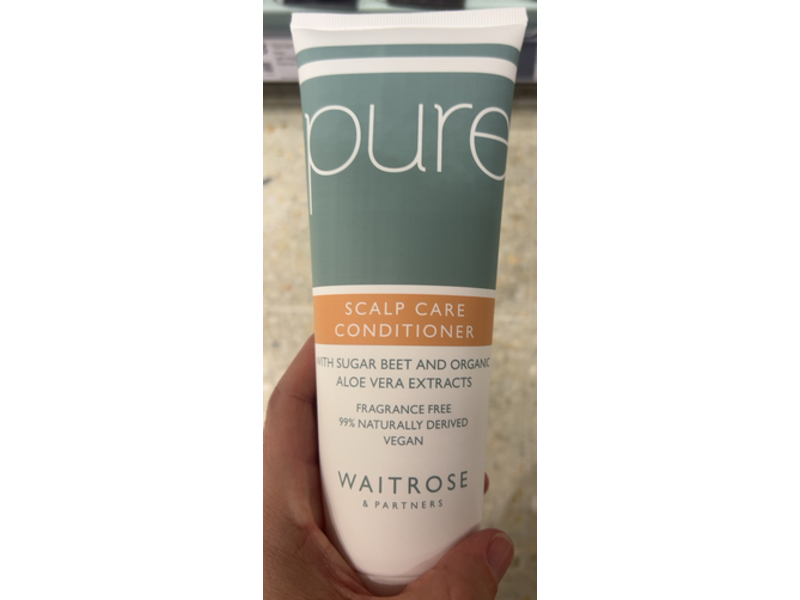 pure
SCALP CARE
CONDITIONER
WITH SUGAR BEET AND ORGANIC
ALOE VERA EXTRACTS
FRAGRANCE FREE
99% NATURALLY DERIVED
VEGAN
WAITROSE
& PARTNERS